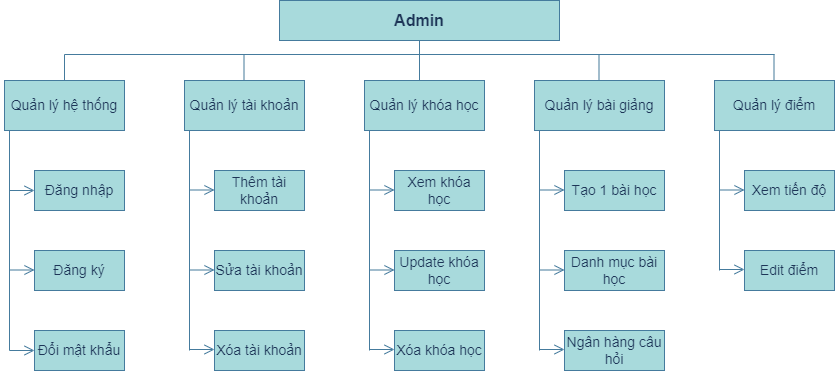 Admin
Quản lý hệ thống
Quản lý tài khoản
Quản lý khóa học
Quản lý bài giảng
Quản lý điểm
Đăng nhập
Thêm tài
khoản
Xem khóa
học
Tạo 1 bài học
Xem tiến độ
Đăng ký
Sửa tài khoản
Update khóa
học
Danh mục bài
học
Edit điểm
Đổi mật khẩu
Xóa tài khoản
Xóa khóa học
Ngân hàng câu
hỏi